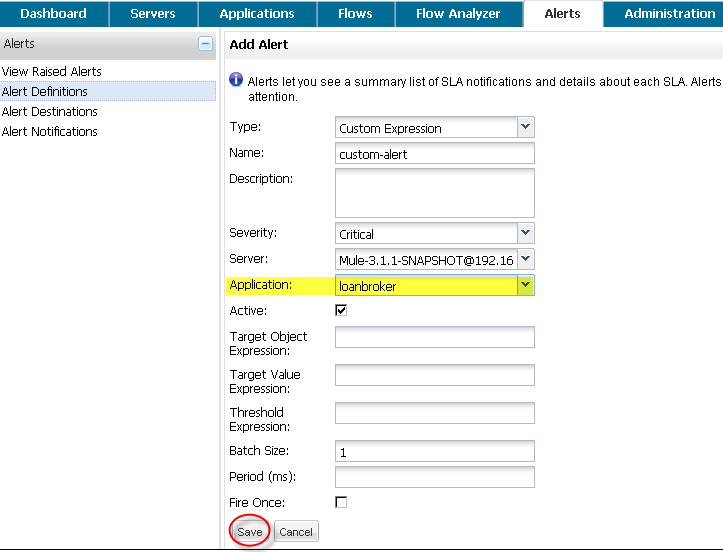 Dashboard Servers Applications Flows Flow Analyzer Alerts Administration
Alerts
View Raised Alerts
Alert Definitions
Alert Destinations
Alert Notifications
Add Alert
Alerts let you see a summary list of SLA notifications and details about each SLA. Alerts
attention.
Type: Custom Expression
Name: custom-alert
Description:
Severity: Critical
Server: Mule-3.1.1-SNAPSHOT@192.16
Application: loanbroker
Active:
Target Object
Expression:
Target Value
Expression:
Threshold
Expression:
Batch Size: 1
Period (ms):
Fire Once:
Save Cancel